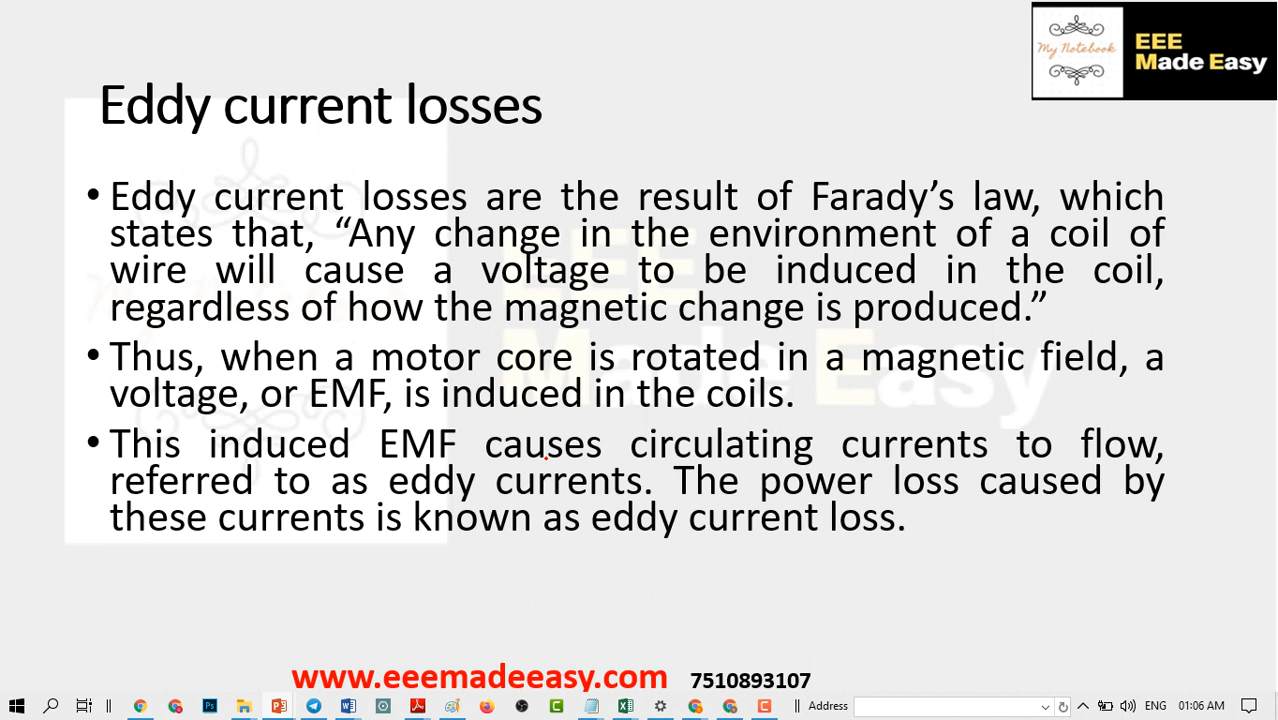 My Notebook
EEE
Made Easy
Eddy current losses
• Eddy current losses are the result of Farady’s law, which
states that, “Any change in the environment of a coil of
wire will cause a voltage to be induced in the coil,
regardless of how the magnetic change is produced.”
• Thus, when a motor core is rotated in a magnetic field, a
voltage, or EMF, is induced in the coils.
• This induced EMF causes circulating currents to flow,
referred to as eddy currents. The power loss caused by
these currents is known as eddy current loss.
EEE
Made Easy
www.eeemadeeasy.com 7510893107
Address
ENG 01:06 AM